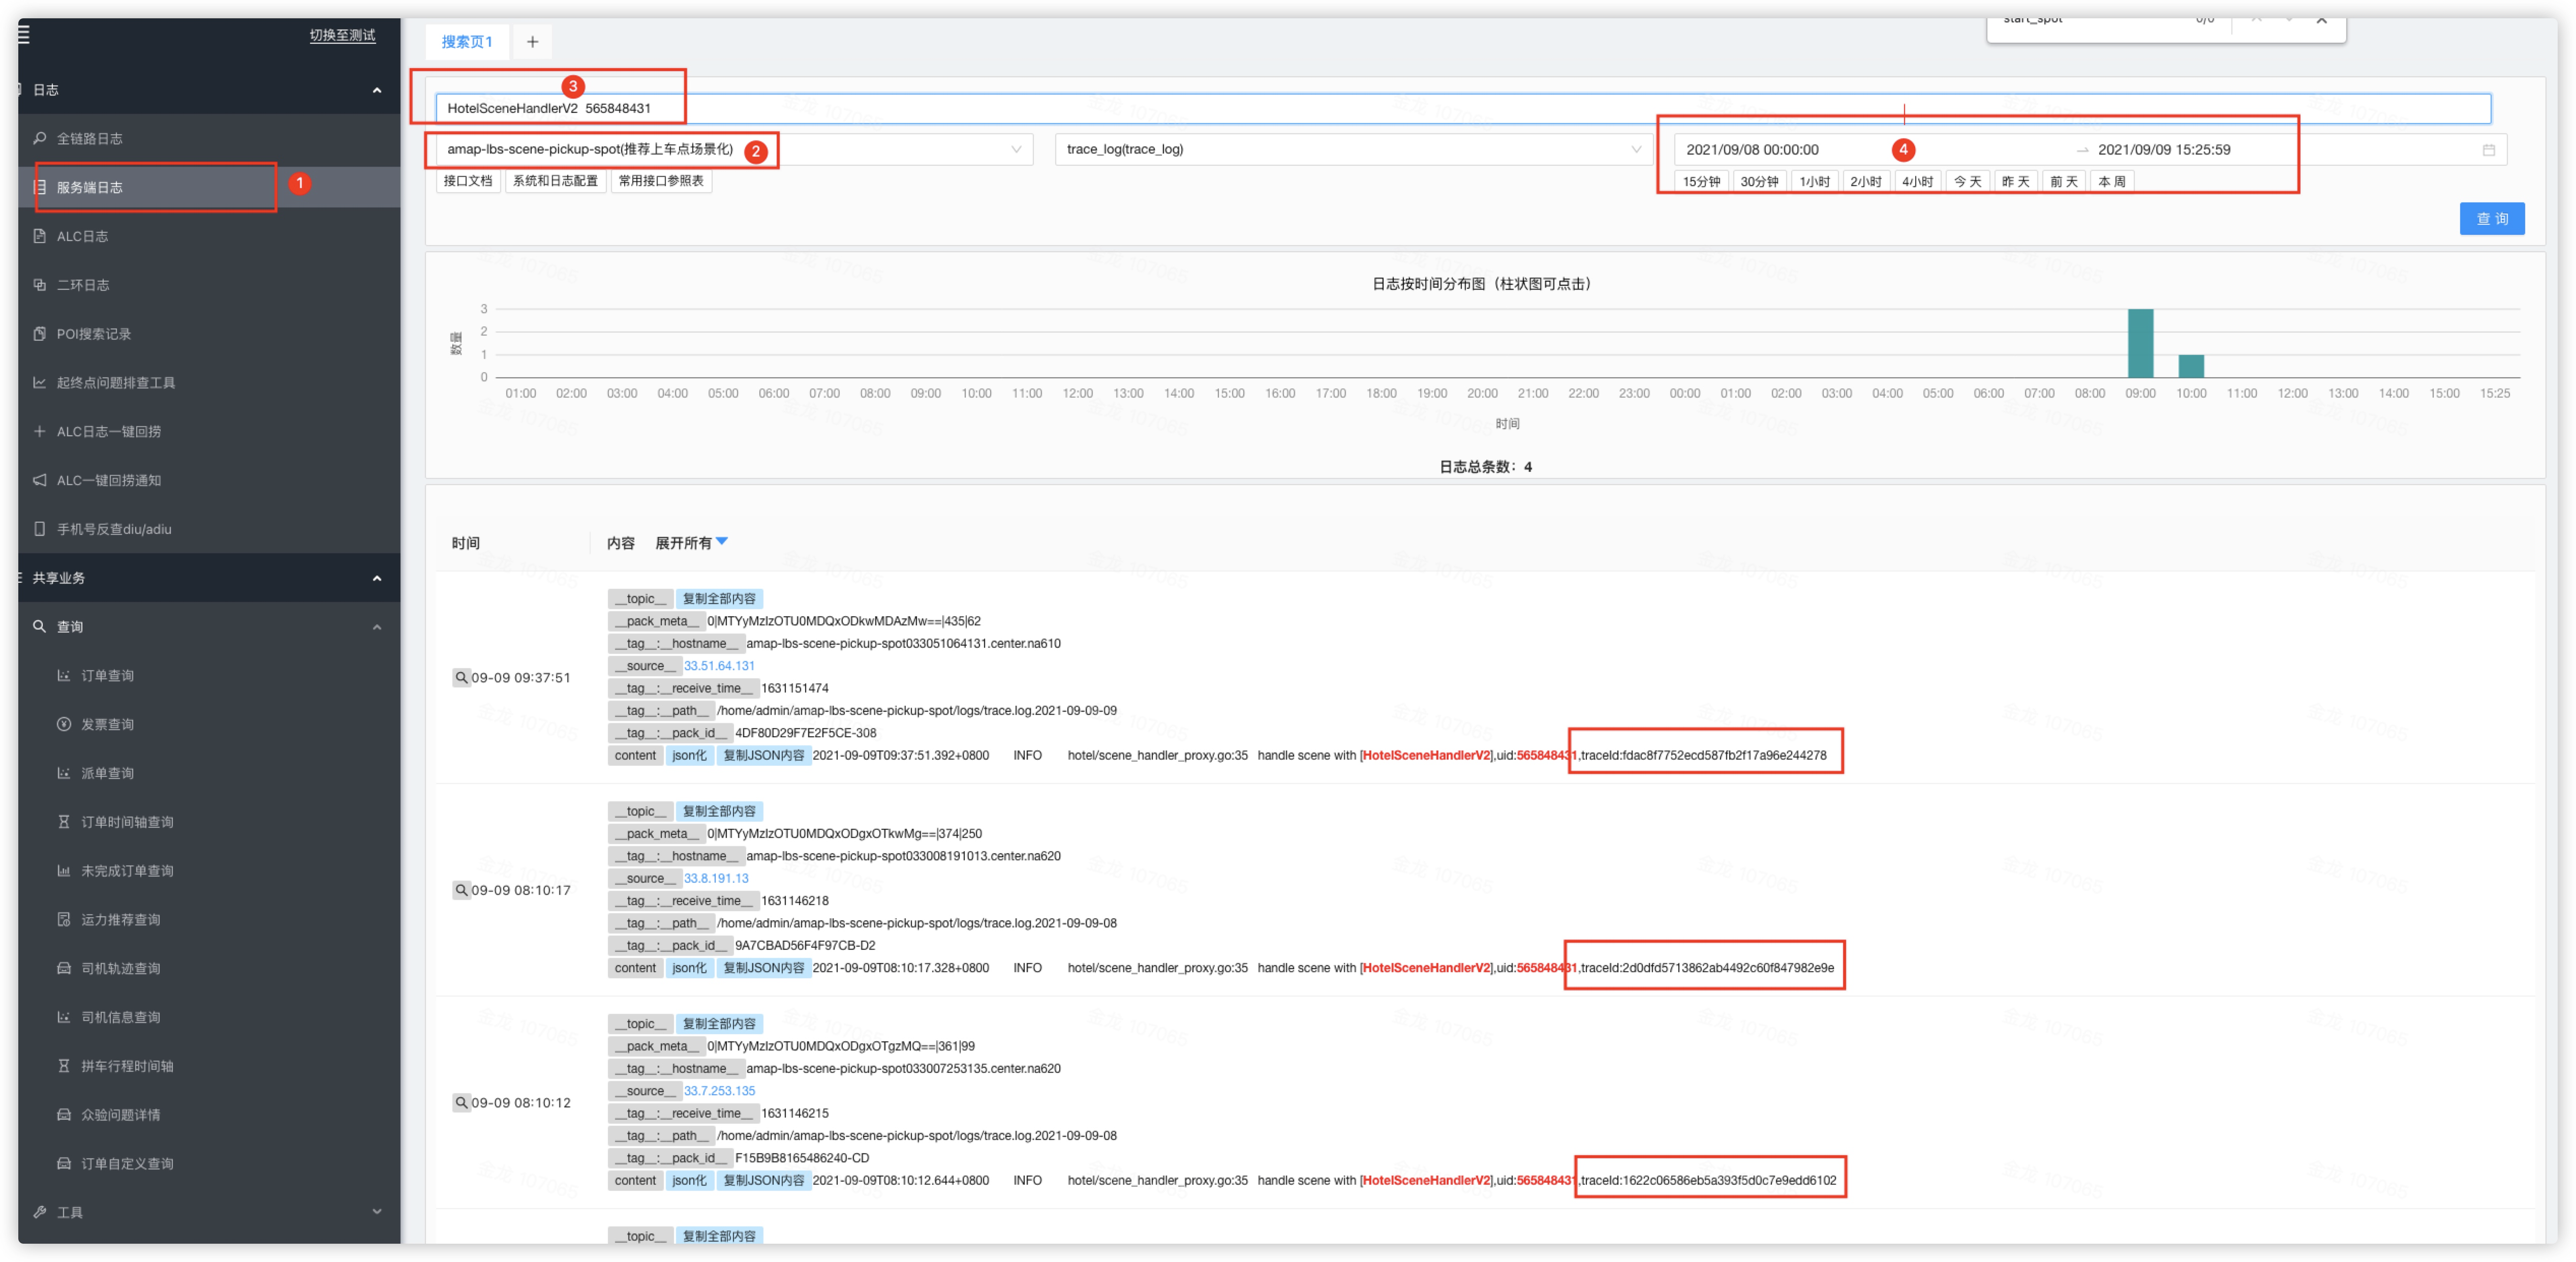 切换至测试
日志
全链路日志
服务端日志
1
ALC日志
二环日志
POI搜索记录
起终点问题排查工具
ALC日志一键回捞
ALC一键回捞通知
手机号反查diu/adiu
共享业务
查询
订单查询
发票查询
派单查询
订单时间轴查询
未完成订单查询
运力推荐查询
司机轨迹查询
司机信息查询
拼车行程时间轴
众验问题详情
订单自定义查询
工具
搜索页1
+
start_spot 0/0
3
HotelSceneHandlerV2 565848431
amap-lbs-scene-pickup-spot(推荐上车点场景化)
2
trace_log(trace_log)
2021/09/08 00:00:00
4
2021/09/09 15:25:59
接口文档 系统和日志配置 常用接口参照表
15分钟 30分钟 1小时 2小时 4小时 今天 昨天 前天 本周
查询
日志按时间分布图（柱状图可点击）
数量
3
2
1
0
01:00 02:00 03:00 04:00 05:00 06:00 07:00 08:00 09:00 10:00 11:00 12:00 13:00 14:00 15:00 16:00 17:00 18:00 19:00 20:00 21:00 22:00 23:00 00:00 01:00 02:00 03:00 04:00 05:00 06:00 07:00 08:00 09:00 10:00 11:00 12:00 13:00 14:00 15:00 15:25
时间
日志总条数：4
时间 内容 展开所有
09-09 09:37:51
__topic__ 复制全部内容
__pack_meta__ 0|MTYyMzIzOTU0MDQxODkwMDAzMw==|435|62
__tag__:__hostname__ amap-lbs-scene-pickup-spot033051064131.center.na610
__source__ 33.51.64.131
__tag__:__receive_time__ 1631151474
__tag__:__path__ /home/admin/amap-lbs-scene-pickup-spot/logs/trace.log.2021-09-09-09
__tag__:__pack_id__ 4DF80D29F7E2F5CE-308
content json化 复制JSON内容 2021-09-09T09:37:51.392+0800 INFO hotel/scene_handler_proxy.go:35 handle scene with [HotelSceneHandlerV2],uid:565848431,traceId:fdac8f7752ecd587fb2f17a96e244278
09-09 08:10:17
__topic__ 复制全部内容
__pack_meta__ 0|MTYyMzIzOTU0MDQxODgxOTkwMg==|374|250
__tag__:__hostname__ amap-lbs-scene-pickup-spot033008191013.center.na620
__source__ 33.8.191.13
__tag__:__receive_time__ 1631146218
__tag__:__path__ /home/admin/amap-lbs-scene-pickup-spot/logs/trace.log.2021-09-09-08
__tag__:__pack_id__ 9A7CBAD56F4F97CB-D2
content json化 复制JSON内容 2021-09-09T08:10:17.328+0800 INFO hotel/scene_handler_proxy.go:35 handle scene with [HotelSceneHandlerV2],uid:565848431,traceId:2d0dfd5713862ab4492c60f847982e9e
09-09 08:10:12
__topic__ 复制全部内容
__pack_meta__ 0|MTYyMzIzOTU0MDQxODgxOTgzMQ==|361|99
__tag__:__hostname__ amap-lbs-scene-pickup-spot033007253135.center.na620
__source__ 33.7.253.135
__tag__:__receive_time__ 1631146215
__tag__:__path__ /home/admin/amap-lbs-scene-pickup-spot/logs/trace.log.2021-09-09-08
__tag__:__pack_id__ F15B9B8165486240-CD
content json化 复制JSON内容 2021-09-09T08:10:12.644+0800 INFO hotel/scene_handler_proxy.go:35 handle scene with [HotelSceneHandlerV2],uid:565848431,traceId:1622c06586eb5a393f5d0c7e9edd6102
__topic__ 复制全部内容
金龙 107065